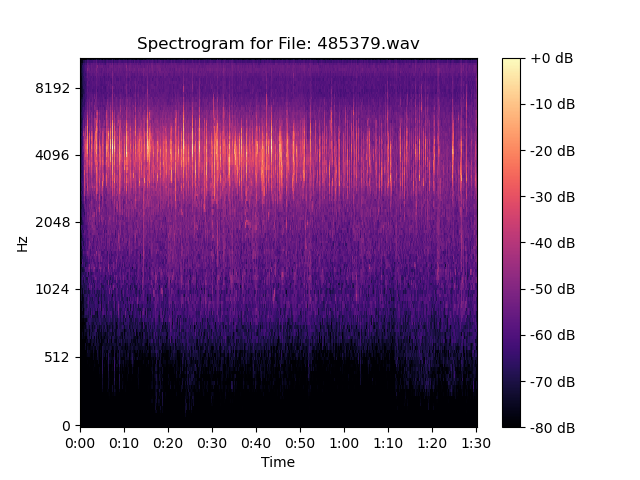 Spectrogram for File: 485379.wav
Hz
8192
4096
2048
1024
512
0
0:00 0:10 0:20 0:30 0:40 0:50 1:00 1:10 1:20 1:30
Time
+0 dB
-10 dB
-20 dB
-30 dB
-40 dB
-50 dB
-60 dB
-70 dB
-80 dB